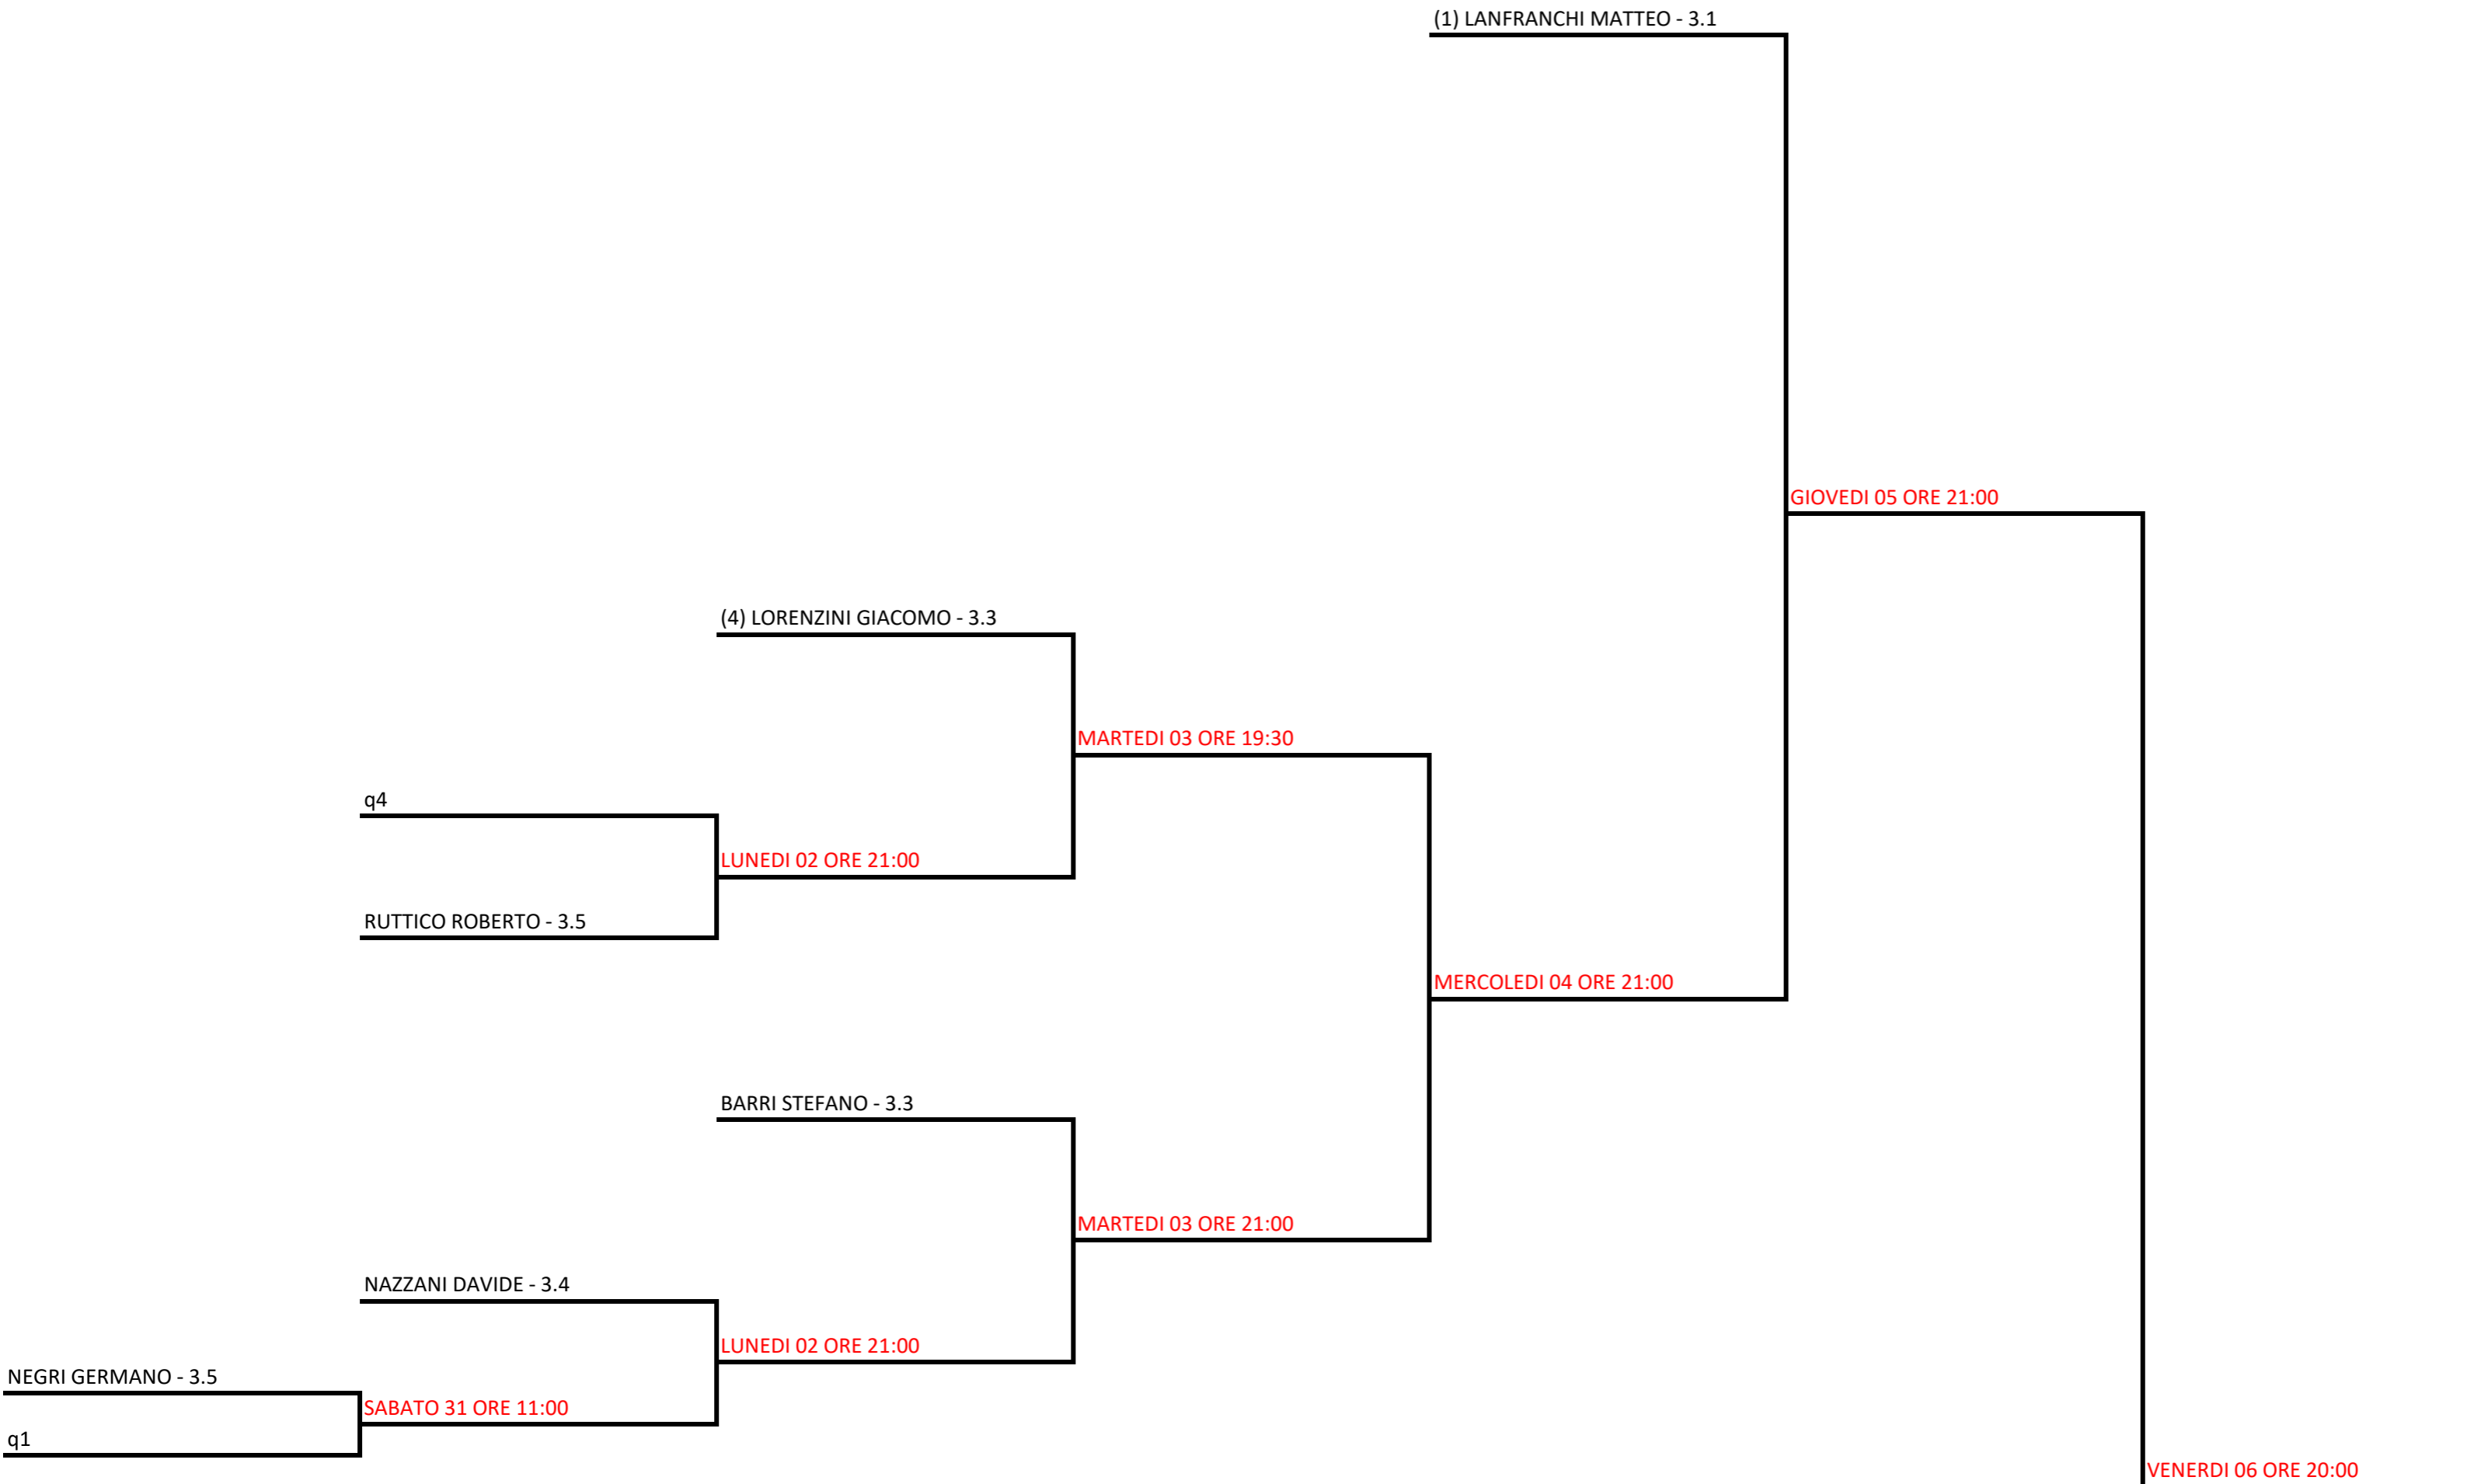 (1) LANFRANCHI MATTEO - 3.1
GIOVEDI 05 ORE 21:00
(4) LORENZINI GIACOMO - 3.3
MARTEDI 03 ORE 19:30
q4
LUNEDI 02 ORE 21:00
RUTTICO ROBERTO - 3.5
MERCOLEDI 04 ORE 21:00
BARRI STEFANO - 3.3
MARTEDI 03 ORE 21:00
NAZZANI DAVIDE - 3.4
LUNEDI 02 ORE 21:00
NEGRI GERMANO - 3.5
SABATO 31 ORE 11:00
q1
VENERDI 06 ORE 20:00